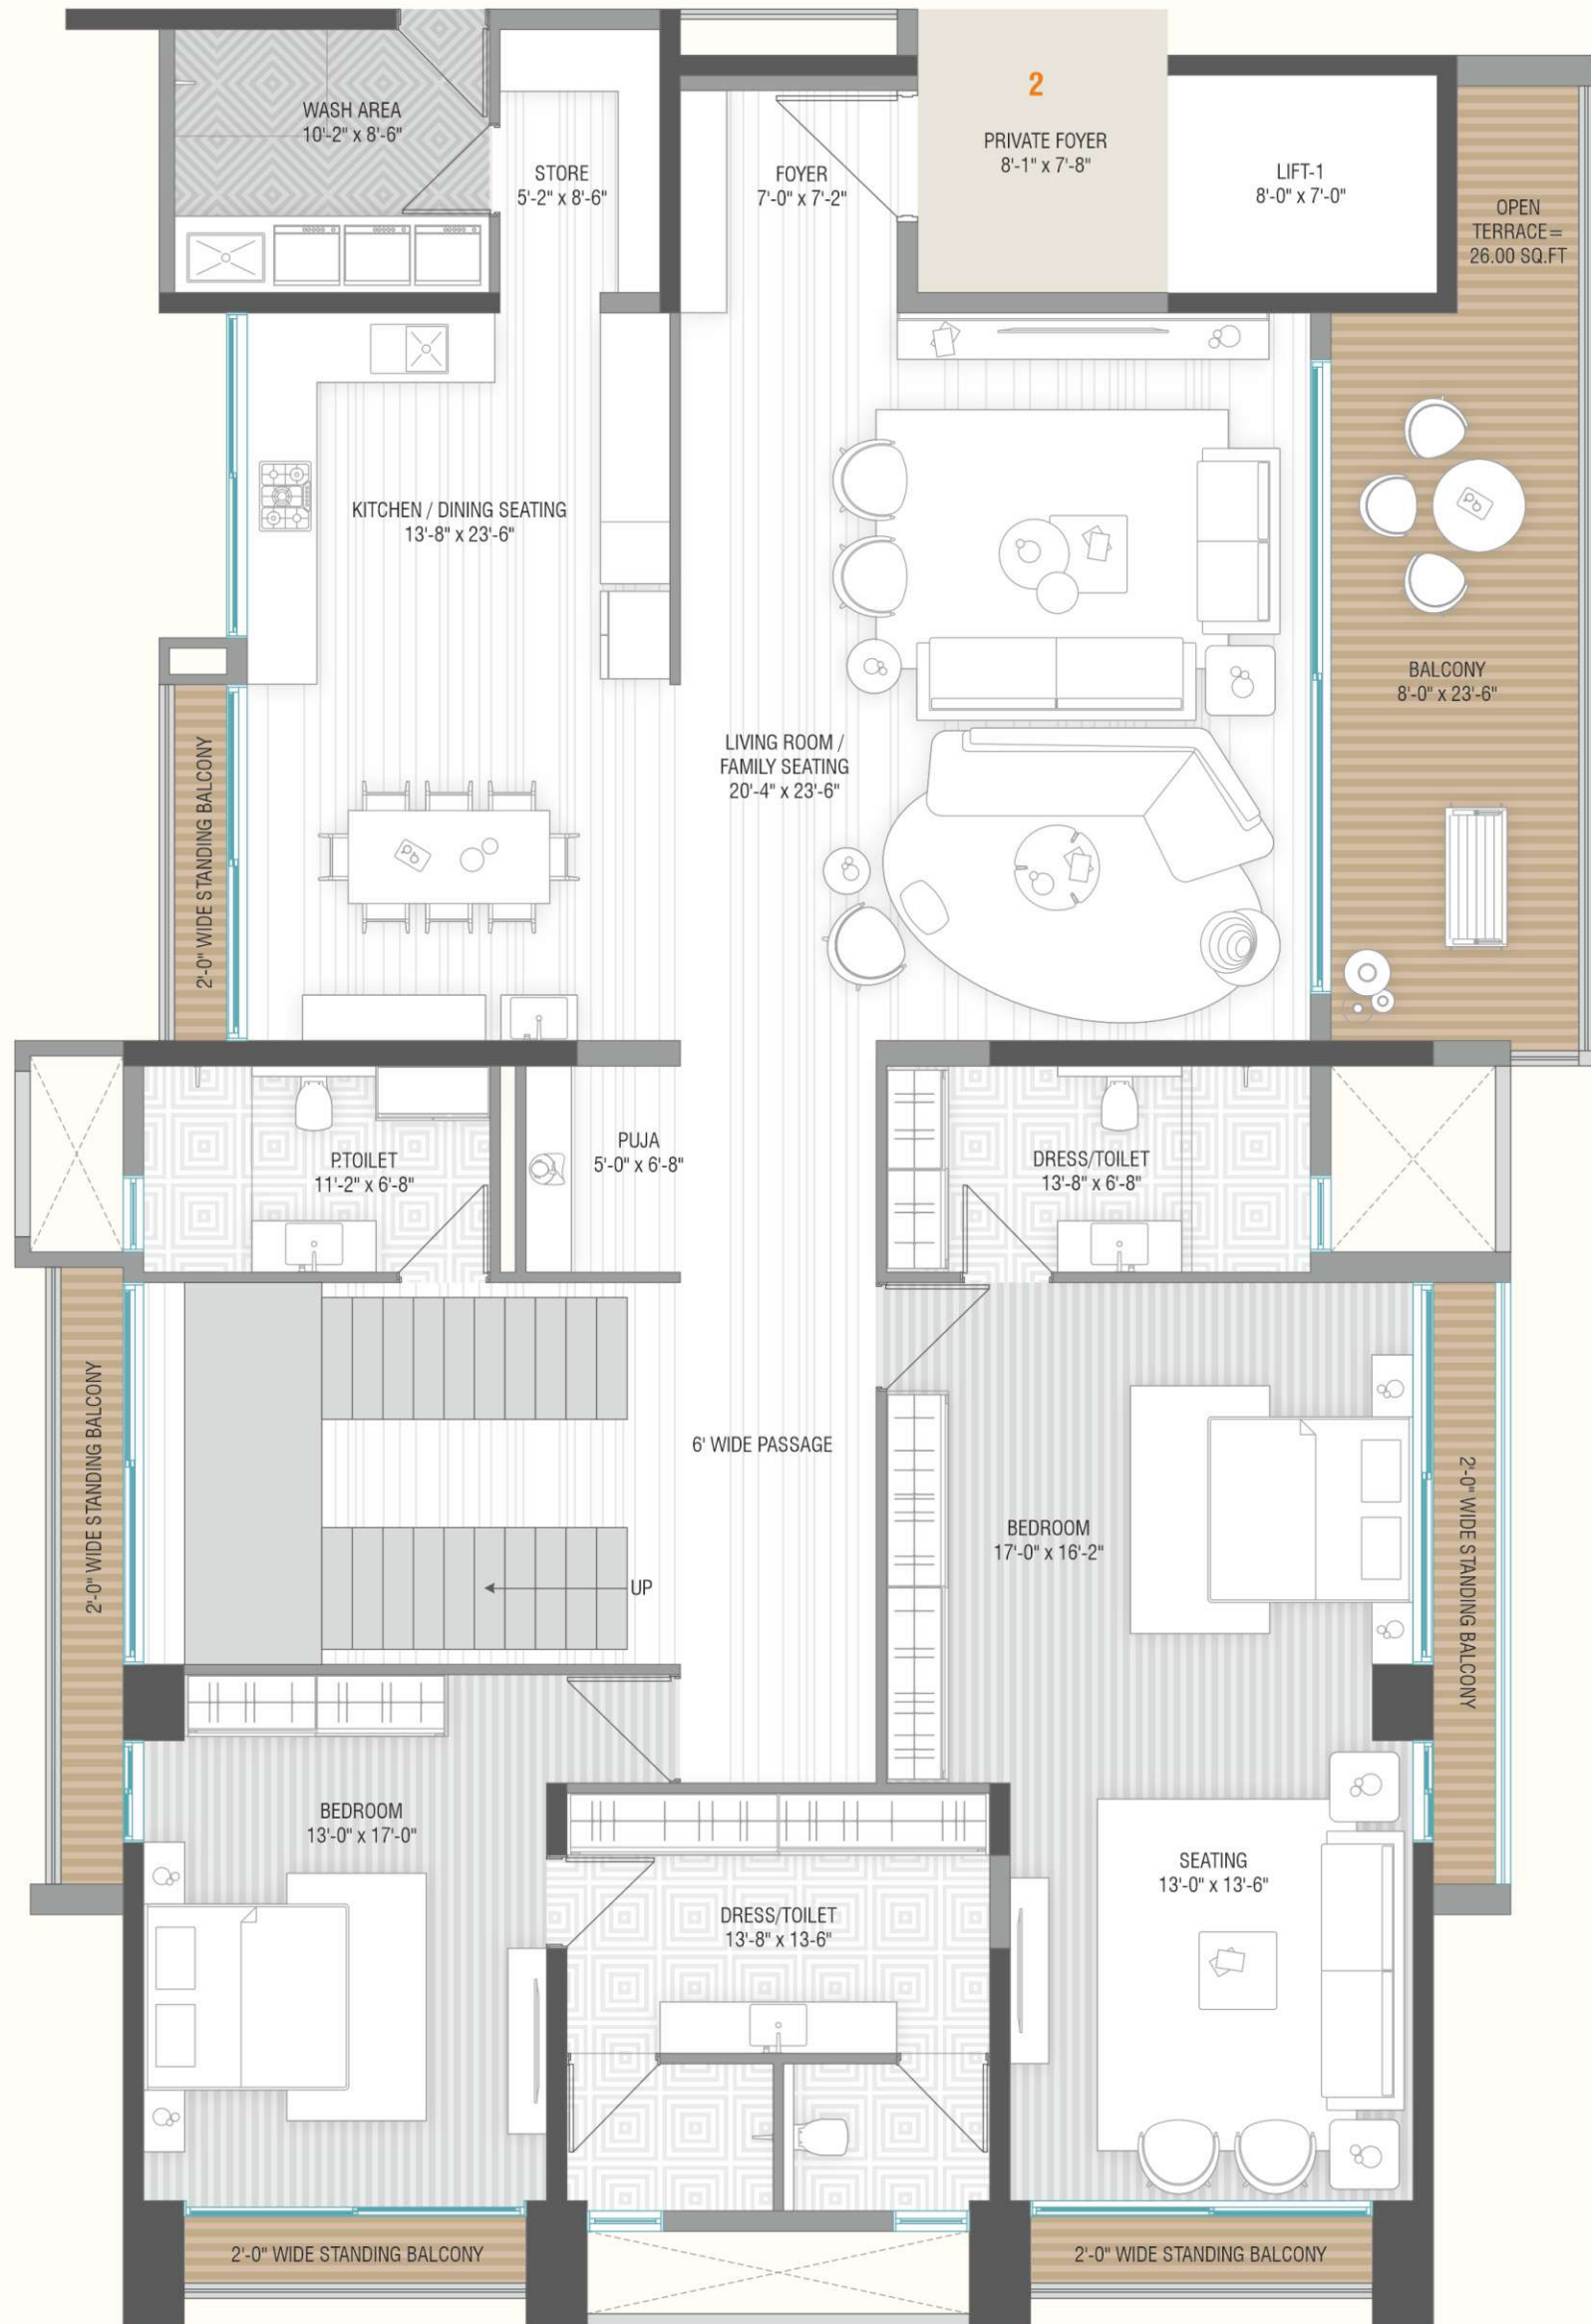 WASH AREA
10'-2" x 8'-6"
STORE
5'-2" x 8'-6"
FOYER
7'-0" x 7'-2"
2
PRIVATE FOYER
8'-1" x 7'-8"
LIFT-1
8'-0" x 7'-0"
OPEN
TERRACE=
26.00 SQ.FT
KITCHEN / DINING SEATING
13'-8" x 23'-6"
LIVING ROOM /
FAMILY SEATING
20'-4" x 23'-6"
BALCONY
8'-0" x 23'-6"
2'-0" WIDE STANDING BALCONY
P.TOILET
11'-2" x 6'-8"
PUJA
5'-0" x 6'-8"
DRESS/TOILET
13'-8" x 6'-8"
2'-0" WIDE STANDING BALCONY
6' WIDE PASSAGE
UP
BEDROOM
17'-0" x 16'-2"
2'-0" WIDE STANDING BALCONY
BEDROOM
13'-0" x 17'-0"
DRESS/TOILET
13'-8" x 13-6"
SEATING
13'-0" x 13'-6"
2'-0" WIDE STANDING BALCONY
2'-0" WIDE STANDING BALCONY